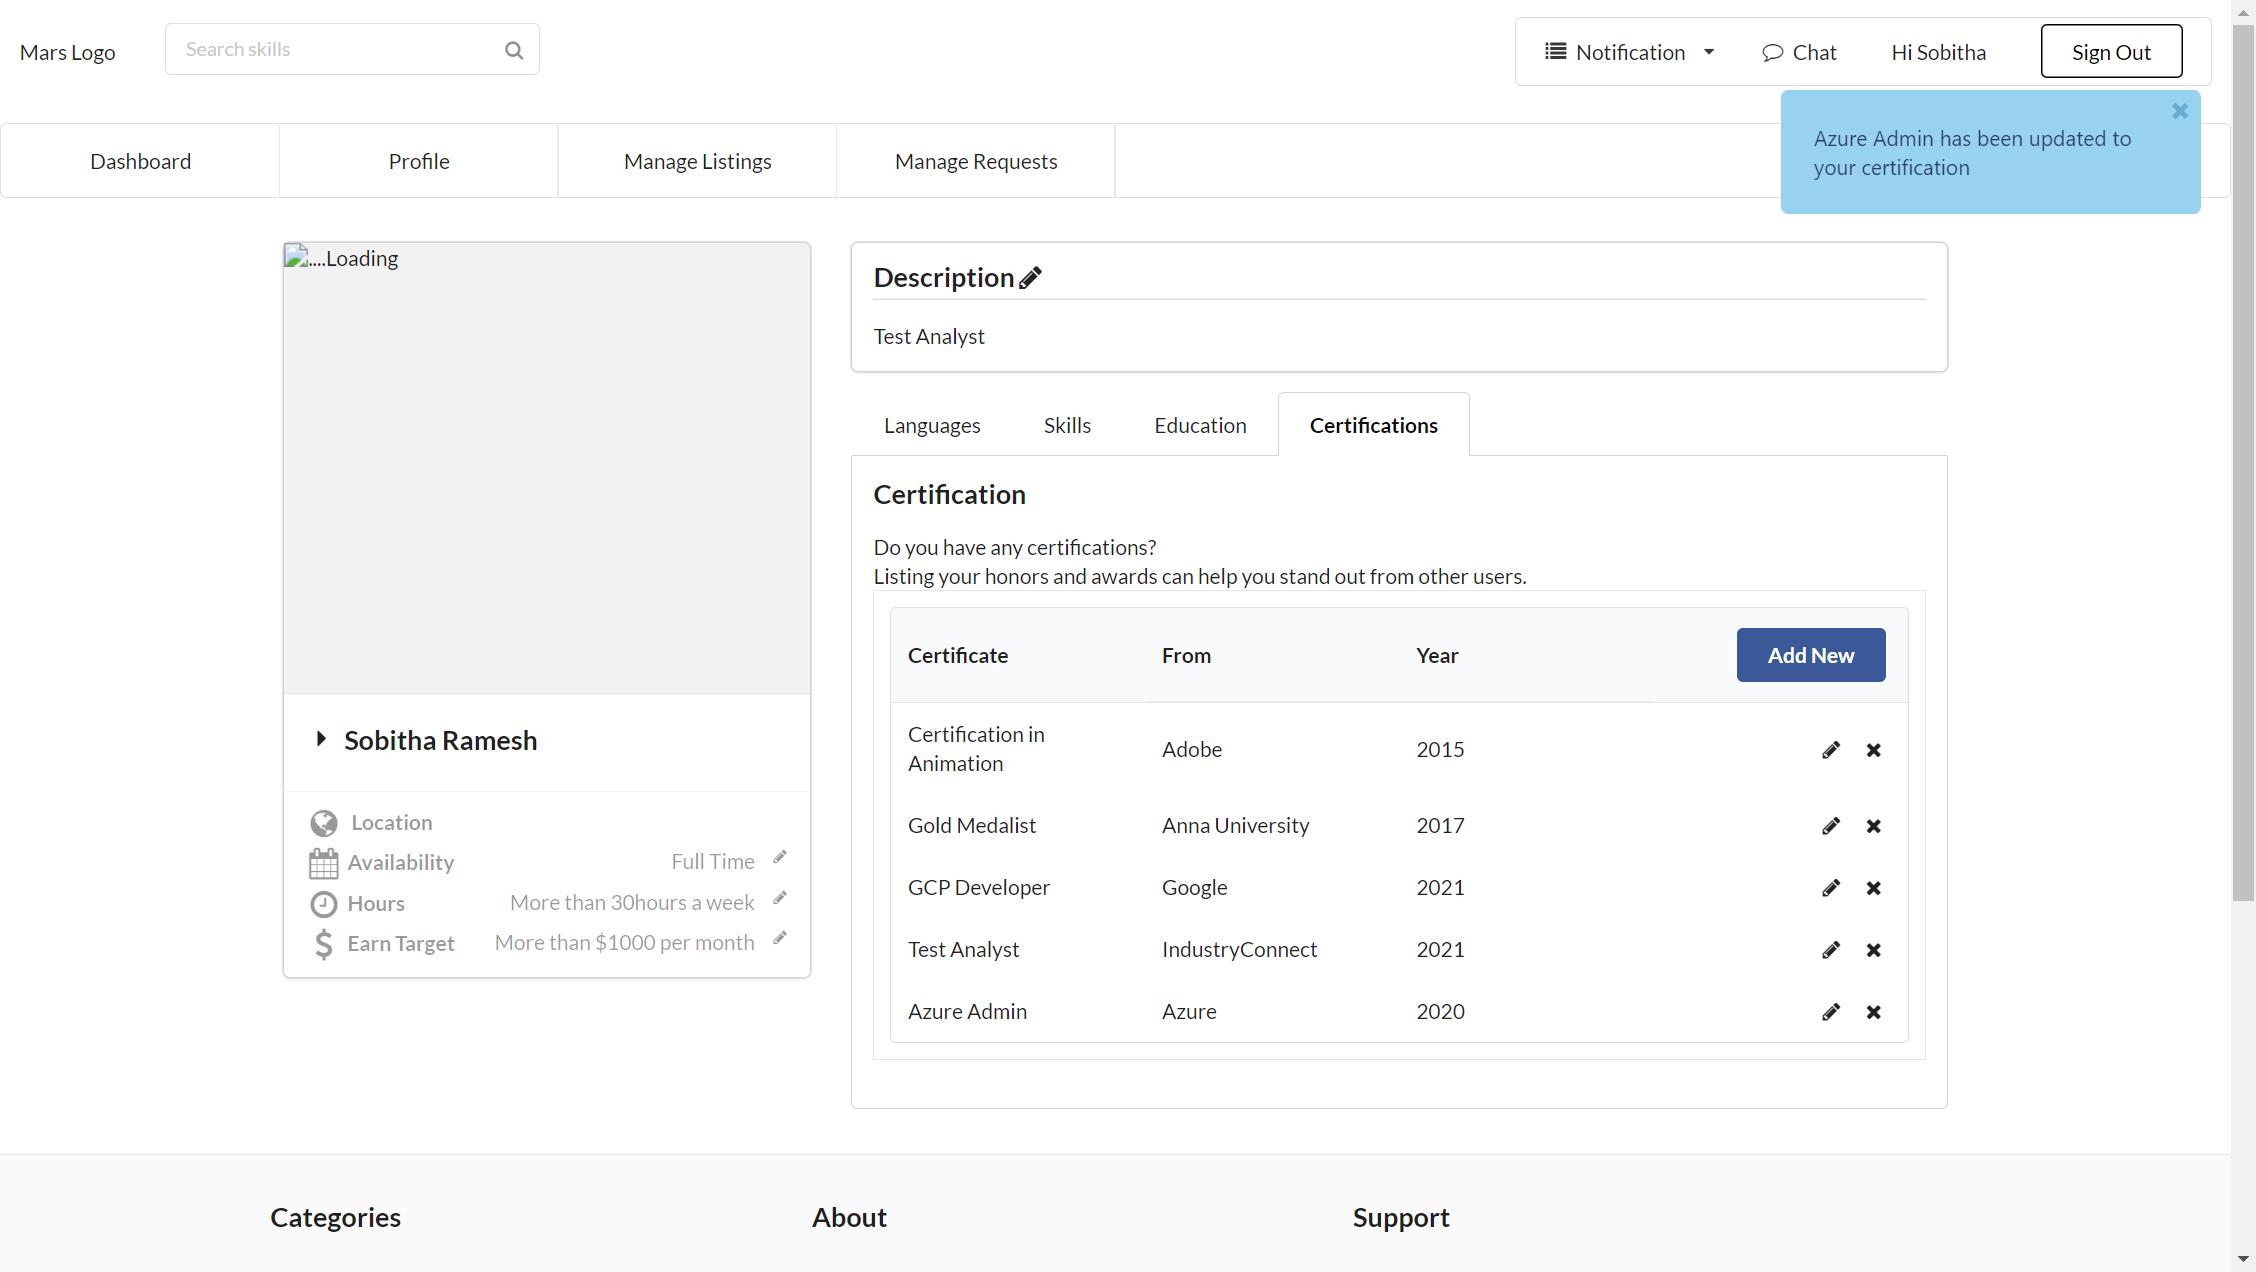 Mars Logo
Search skills
Notification
Chat
Hi Sobitha
Sign Out
Azure Admin has been updated to
your certification
Dashboard
Profile
Manage Listings
Manage Requests
....Loading
Sobitha Ramesh
Location
Availability
Full Time
Hours
More than 30hours a week
Earn Target
More than $1000 per month
Description
Test Analyst
Languages
Skills
Education
Certifications
Certification
Do you have any certifications?
Listing your honors and awards can help you stand out from other users.
Certificate From Year Add New
Certification in
Animation
Adobe 2015
Gold Medalist Anna University 2017
GCP Developer Google 2021
Test Analyst IndustryConnect 2021
Azure Admin Azure 2020
Categories
About
Support